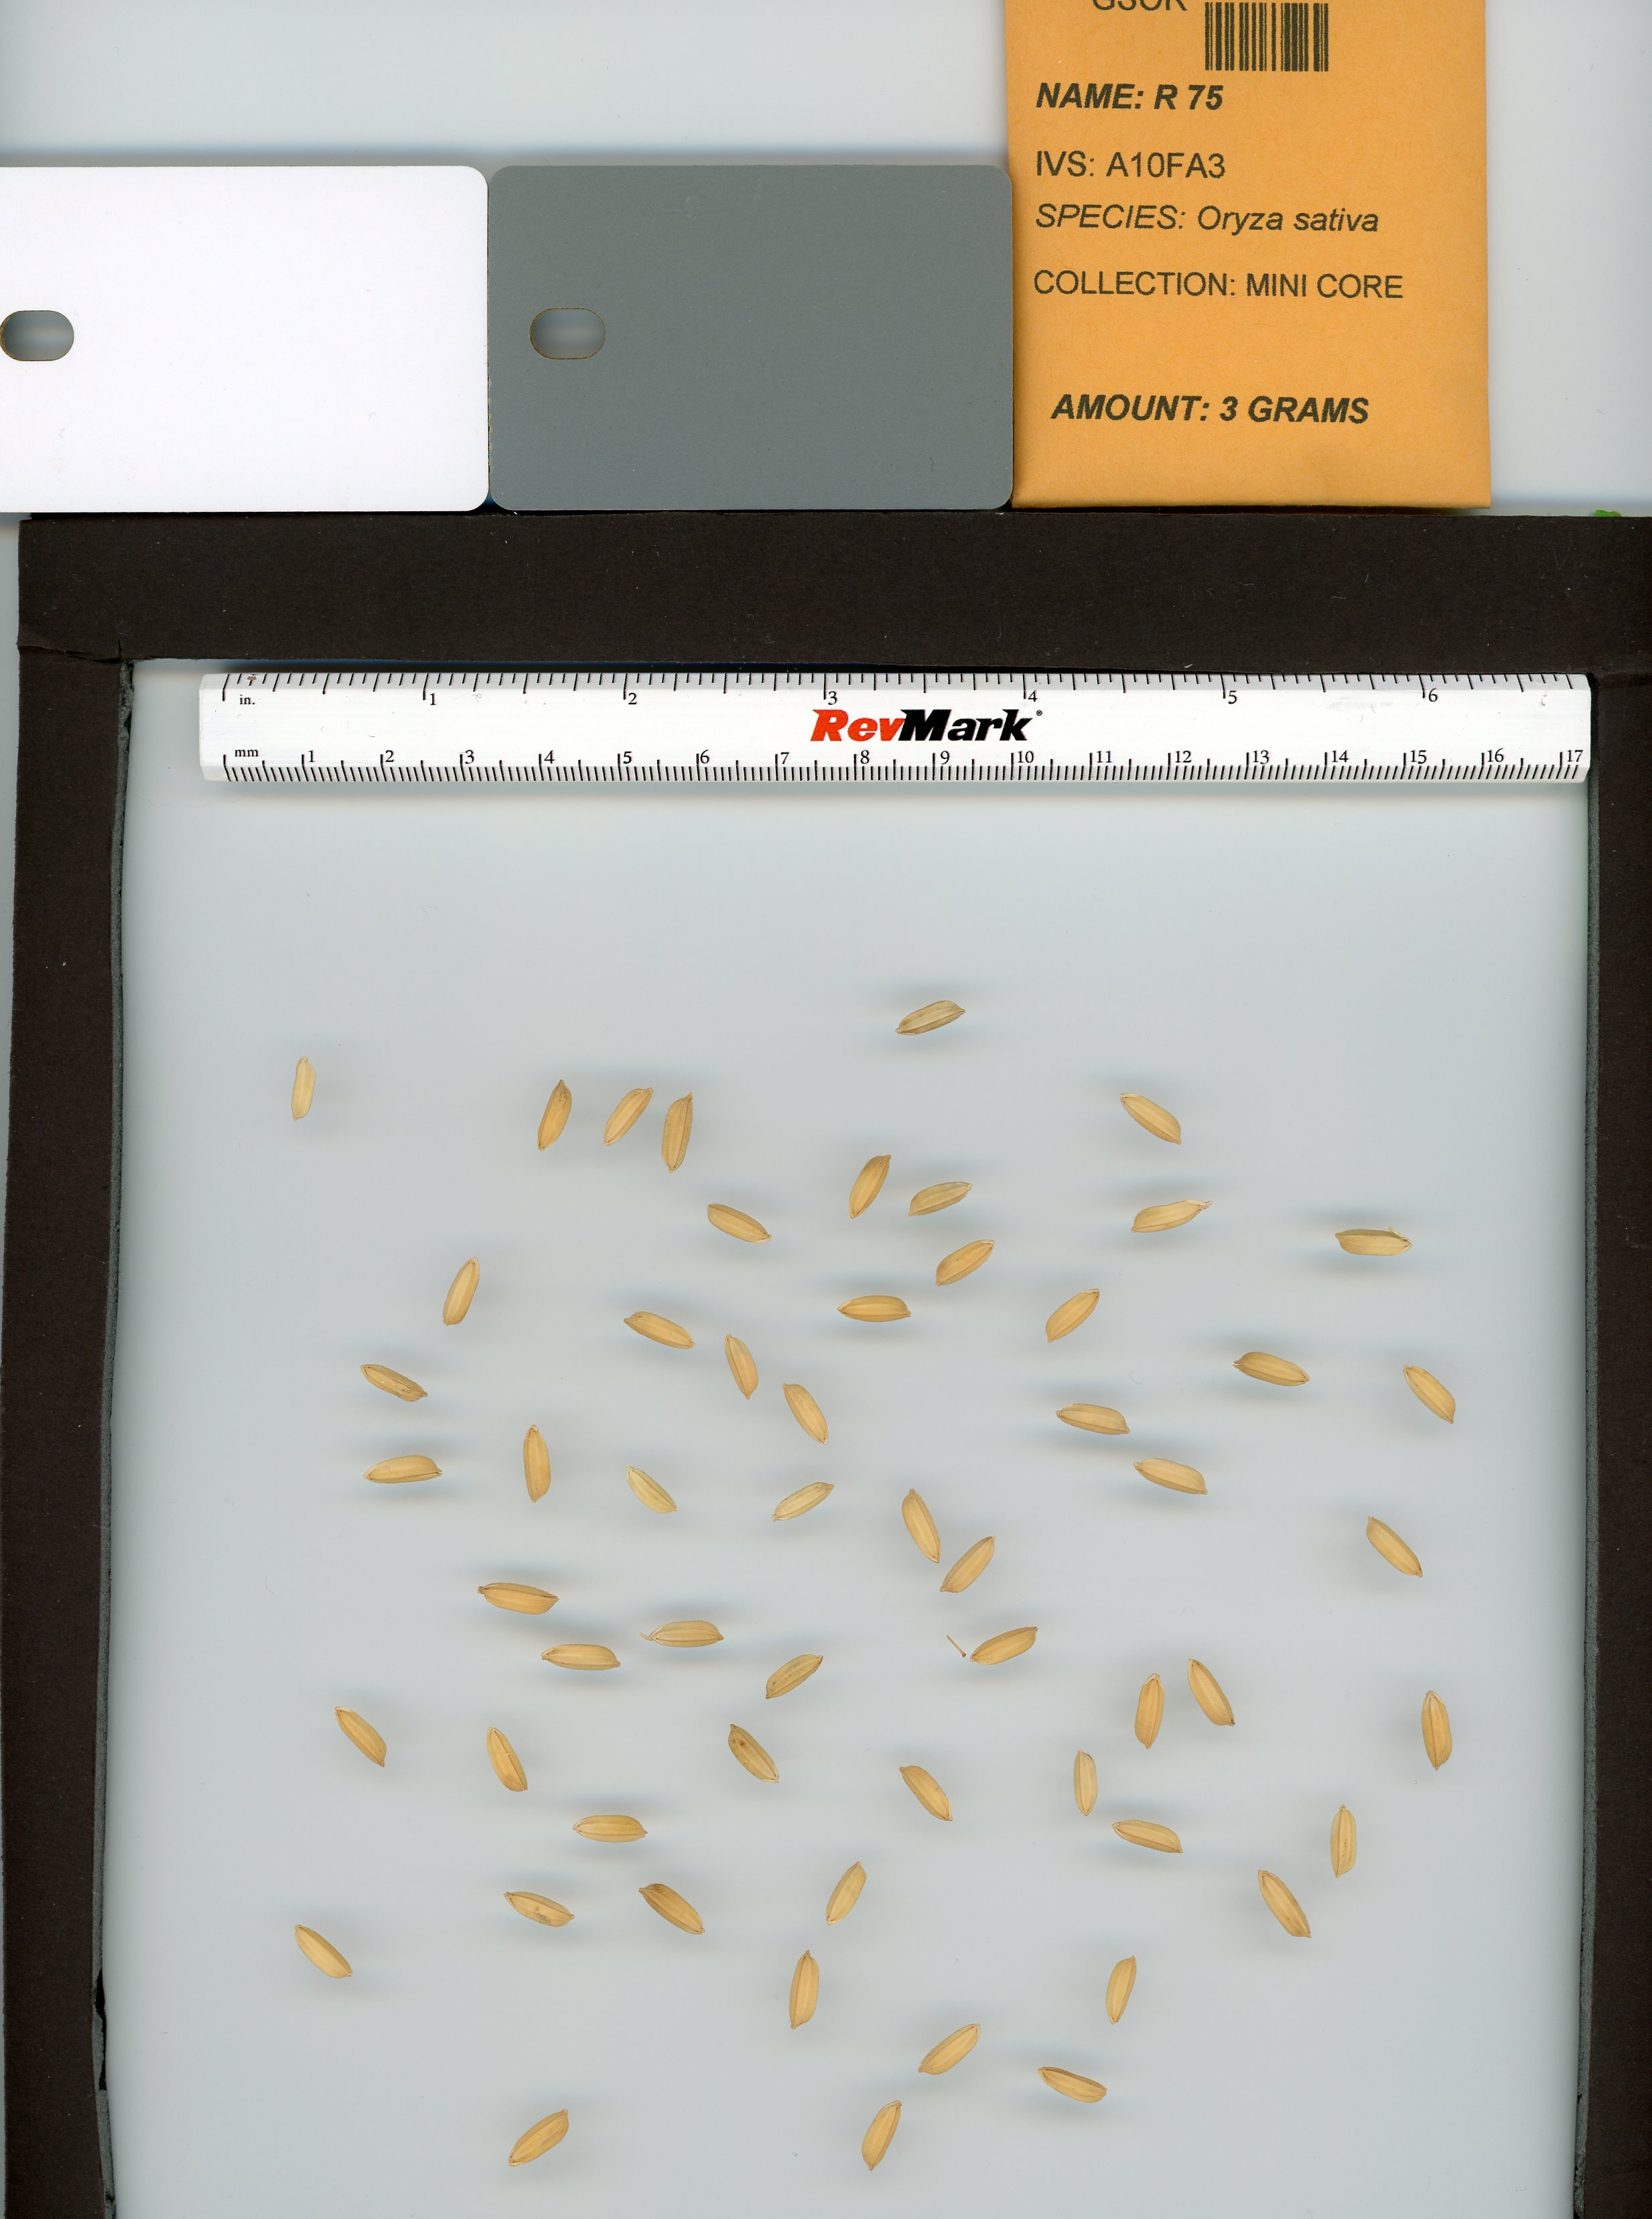 GSOR
NAME: R 75
IVS: A10FA3
SPECIES: Oryza sativa
COLLECTION: MINI CORE
AMOUNT: 3 GRAMS
in. 1 2 3 4 5 6
RevMark®
mm 1 2 3 4 5 6 7 8 9 10 11 12 13 14 15 16 17